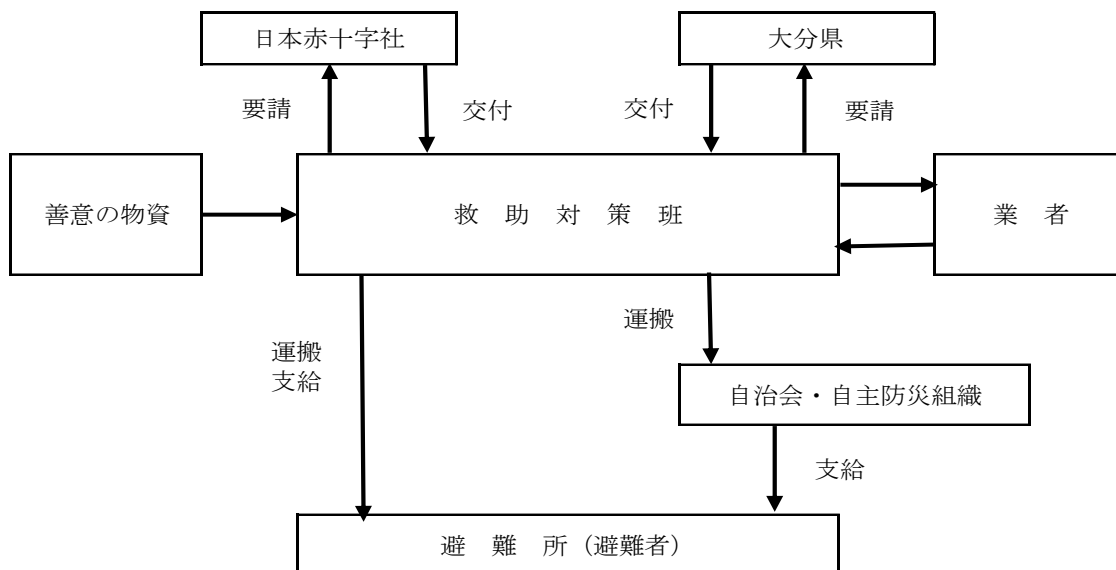 日本赤十字社
大分県
要請
交付
交付
要請
善意の物資
救　助　対　策　班
業　者
運搬
支給
運搬
自治会・自主防災組織
支給
避　難　所（避難者）